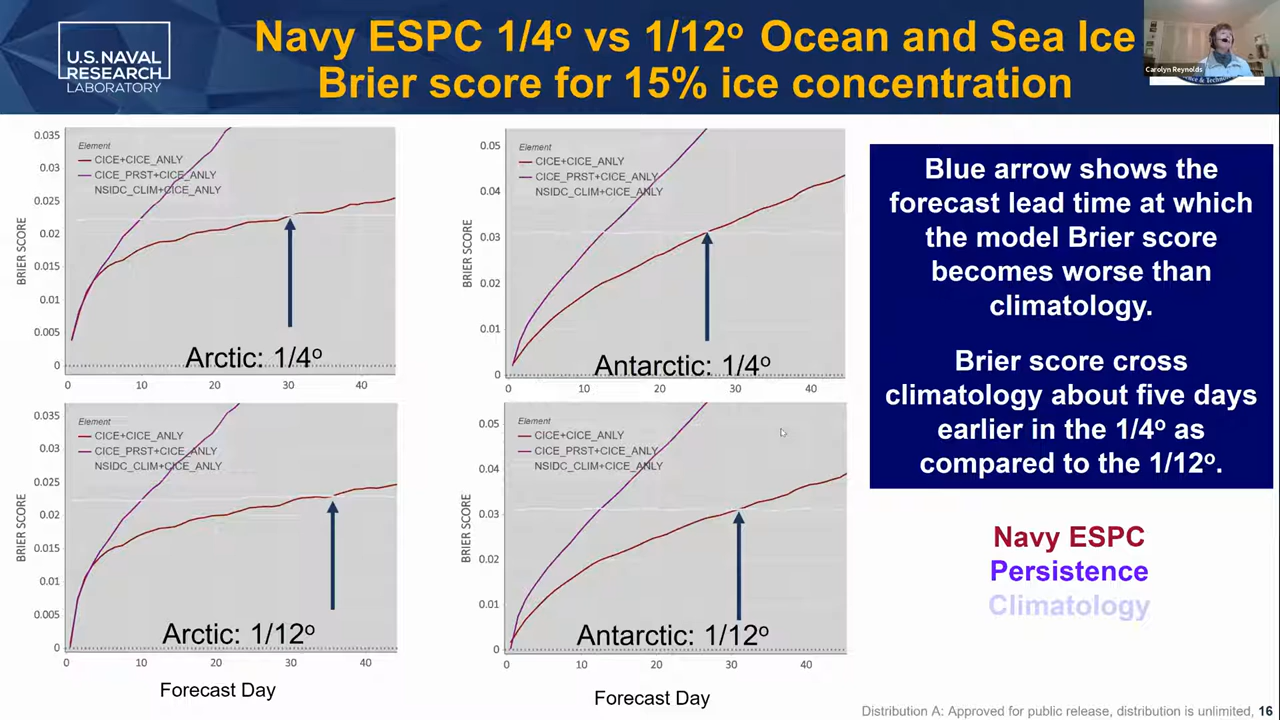 U.S. NAVAL
RESEARCH
LABORATORY
Navy ESPC 1/4º vs 1/12º Ocean and Sea Ice
Brier score for 15% ice concentration
Carolyn Reynolds
0.035
0.03
0.025
0.02
0.015
0.01
0.005
0
BRIER SCORE
Element
CICE+CICE_ANLY
CICE_PRST+CICE_ANLY
NSIDC_CLIM+CICE_ANLY
Arctic: 1/4º
0 10 20 30 40
0.05
0.04
0.03
0.02
0.01
0
BRIER SCORE
Element
CICE+CICE_ANLY
CICE_PRST+CICE_ANLY
NSIDC_CLIM+CICE_ANLY
Antarctic: 1/4º
0 10 20 30 40
0.035
0.03
0.025
0.02
0.015
0.01
0.005
0
BRIER SCORE
Element
CICE+CICE_ANLY
CICE_PRST+CICE_ANLY
NSIDC_CLIM+CICE_ANLY
Arctic: 1/12º
0 10 20 30 40
Forecast Day
0.05
0.04
0.03
0.02
0.01
0
BRIER SCORE
Element
CICE+CICE_ANLY
CICE_PRST+CICE_ANLY
NSIDC_CLIM+CICE_ANLY
Antarctic: 1/12º
0 10 20 30 40
Forecast Day
Blue arrow shows the
forecast lead time at which
the model Brier score
becomes worse than
climatology.
Brier score cross
climatology about five days
earlier in the 1/4º as
compared to the 1/12º.
Navy ESPC
Persistence
Climatology
Distribution A: Approved for public release, distribution is unlimited, 16